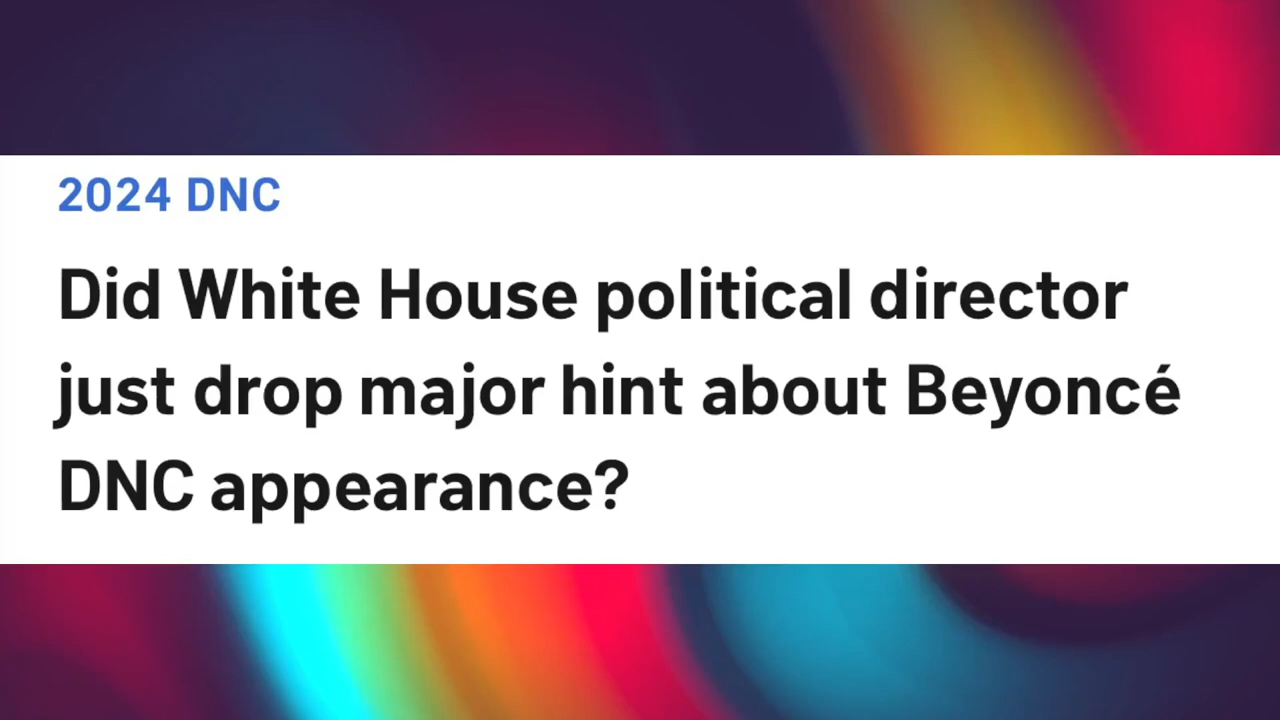 2024 DNC
Did White House political director
just drop major hint about Beyoncé
DNC appearance?